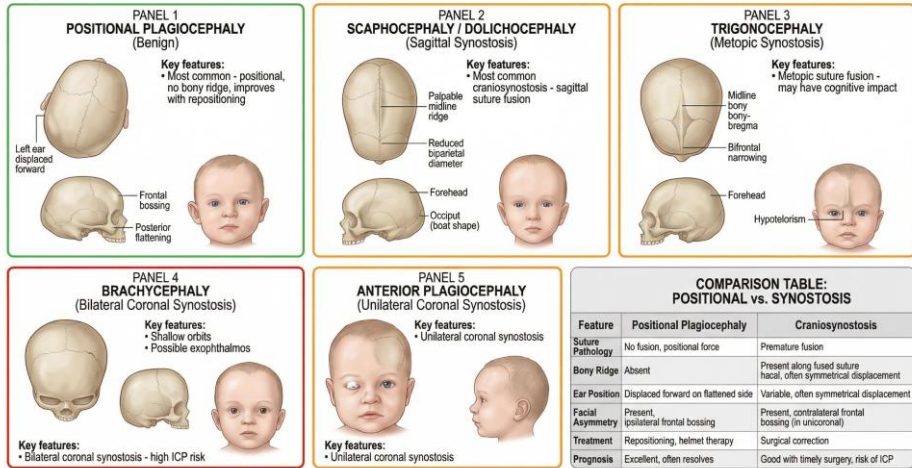 PANEL 1
POSITIONAL PLAGIOCEPHALY
(Benign)
Key features:
• Most common - positional,
no bony ridge, improves
with repositioning
Left ear
displaced
forward
Frontal
bossing
Posterior
flattening
PANEL 2
SCAPHOCEPHALY / DOLICHOCEPHALY
(Sagittal Synostosis)
Key features:
• Most common
craniosynostosis - sagittal
suture fusion
Palpable
midline
ridge
Reduced
biparietal
diameter
Forehead
Occiput
(boat shape)
PANEL 3
TRIGONOCEPHALY
(Metopic Synostosis)
Key features:
• Metopic suture fusion -
may have cognitive impact
Midline
bony
bony-
bregma
Bifrontal
narrowing
Forehead
Hypotelorism
PANEL 4
BRACHYCEPHALY
(Bilateral Coronal Synostosis)
Key features:
• Shallow orbits
• Possible exophthalmos
Key features:
• Bilateral coronal synostosis - high ICP risk
PANEL 5
ANTERIOR PLAGIOCEPHALY
(Unilateral Coronal Synostosis)
Key features:
• Unilateral coronal synostosis
Key features:
• Unilateral coronal synostosis
COMPARISON TABLE:
POSITIONAL vs. SYNOSTOSIS
Feature Positional Plagiocephaly Craniosynostosis
Suture
Pathology No fusion, positional force Premature fusion
Bony Ridge Absent Present along fused suture
hacal, often symmetrical displacement
Ear Position Displaced forward on flattened side Variable, often symmetrical displacement
Facial
Asymmetry Present,
ipsilateral frontal bossing Present, contralateral frontal
bossing (in unicoronal)
Treatment Repositioning, helmet therapy Surgical correction
Prognosis Excellent, often resolves Good with timely surgery, risk of ICP